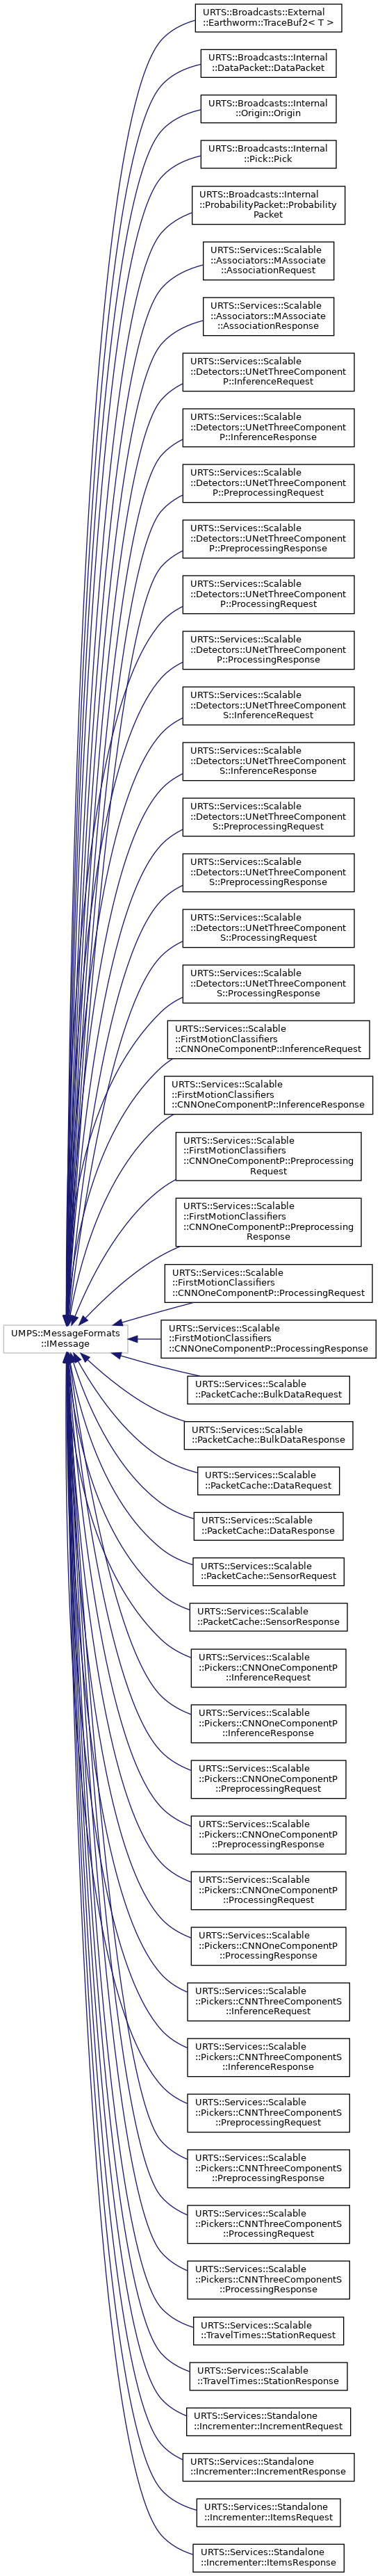 URTS::Broadcasts::External
::Earthworm::TraceBuf2< T >
URTS::Broadcasts::Internal
::DataPacket::DataPacket
URTS::Broadcasts::Internal
::Origin::Origin
URTS::Broadcasts::Internal
::Pick::Pick
URTS::Broadcasts::Internal
::ProbabilityPacket::Probability
Packet
URTS::Services::Scalable
::Associators::MAssociate
::AssociationRequest
URTS::Services::Scalable
::Associators::MAssociate
::AssociationResponse
URTS::Services::Scalable
::Detectors::UNetThreeComponent
P::InferenceRequest
URTS::Services::Scalable
::Detectors::UNetThreeComponent
P::InferenceResponse
URTS::Services::Scalable
::Detectors::UNetThreeComponent
P::PreprocessingRequest
URTS::Services::Scalable
::Detectors::UNetThreeComponent
P::PreprocessingResponse
URTS::Services::Scalable
::Detectors::UNetThreeComponent
P::ProcessingRequest
URTS::Services::Scalable
::Detectors::UNetThreeComponent
P::ProcessingResponse
URTS::Services::Scalable
::Detectors::UNetThreeComponent
S::InferenceRequest
URTS::Services::Scalable
::Detectors::UNetThreeComponent
S::InferenceResponse
URTS::Services::Scalable
::Detectors::UNetThreeComponent
S::PreprocessingRequest
URTS::Services::Scalable
::Detectors::UNetThreeComponent
S::PreprocessingResponse
URTS::Services::Scalable
::Detectors::UNetThreeComponent
S::ProcessingRequest
URTS::Services::Scalable
::Detectors::UNetThreeComponent
S::ProcessingResponse
URTS::Services::Scalable
::FirstMotionClassifiers
::CNNOneComponentP::InferenceRequest
URTS::Services::Scalable
::FirstMotionClassifiers
::CNNOneComponentP::InferenceResponse
URTS::Services::Scalable
::FirstMotionClassifiers
::CNNOneComponentP::Preprocessing
Request
URTS::Services::Scalable
::FirstMotionClassifiers
::CNNOneComponentP::Preprocessing
Response
URTS::Services::Scalable
::FirstMotionClassifiers
::CNNOneComponentP::ProcessingRequest
UMPS::MessageFormats
::IMessage
URTS::Services::Scalable
::FirstMotionClassifiers
::CNNOneComponentP::ProcessingResponse
URTS::Services::Scalable
::PacketCache::BulkDataRequest
URTS::Services::Scalable
::PacketCache::BulkDataResponse
URTS::Services::Scalable
::PacketCache::DataRequest
URTS::Services::Scalable
::PacketCache::DataResponse
URTS::Services::Scalable
::PacketCache::SensorRequest
URTS::Services::Scalable
::PacketCache::SensorResponse
URTS::Services::Scalable
::Pickers::CNNOneComponentP
::InferenceRequest
URTS::Services::Scalable
::Pickers::CNNOneComponentP
::InferenceResponse
URTS::Services::Scalable
::Pickers::CNNOneComponentP
::PreprocessingRequest
URTS::Services::Scalable
::Pickers::CNNOneComponentP
::PreprocessingResponse
URTS::Services::Scalable
::Pickers::CNNOneComponentP
::ProcessingRequest
URTS::Services::Scalable
::Pickers::CNNOneComponentP
::ProcessingResponse
URTS::Services::Scalable
::Pickers::CNNThreeComponentS
::InferenceRequest
URTS::Services::Scalable
::Pickers::CNNThreeComponentS
::InferenceResponse
URTS::Services::Scalable
::Pickers::CNNThreeComponentS
::PreprocessingRequest
URTS::Services::Scalable
::Pickers::CNNThreeComponentS
::PreprocessingResponse
URTS::Services::Scalable
::Pickers::CNNThreeComponentS
::ProcessingRequest
URTS::Services::Scalable
::Pickers::CNNThreeComponentS
::ProcessingResponse
URTS::Services::Scalable
::TravelTimes::StationRequest
URTS::Services::Scalable
::TravelTimes::StationResponse
URTS::Services::Standalone
::Incrementer::IncrementRequest
URTS::Services::Standalone
::Incrementer::IncrementResponse
URTS::Services::Standalone
::Incrementer::ItemsRequest
URTS::Services::Standalone
::Incrementer::ItemsResponse